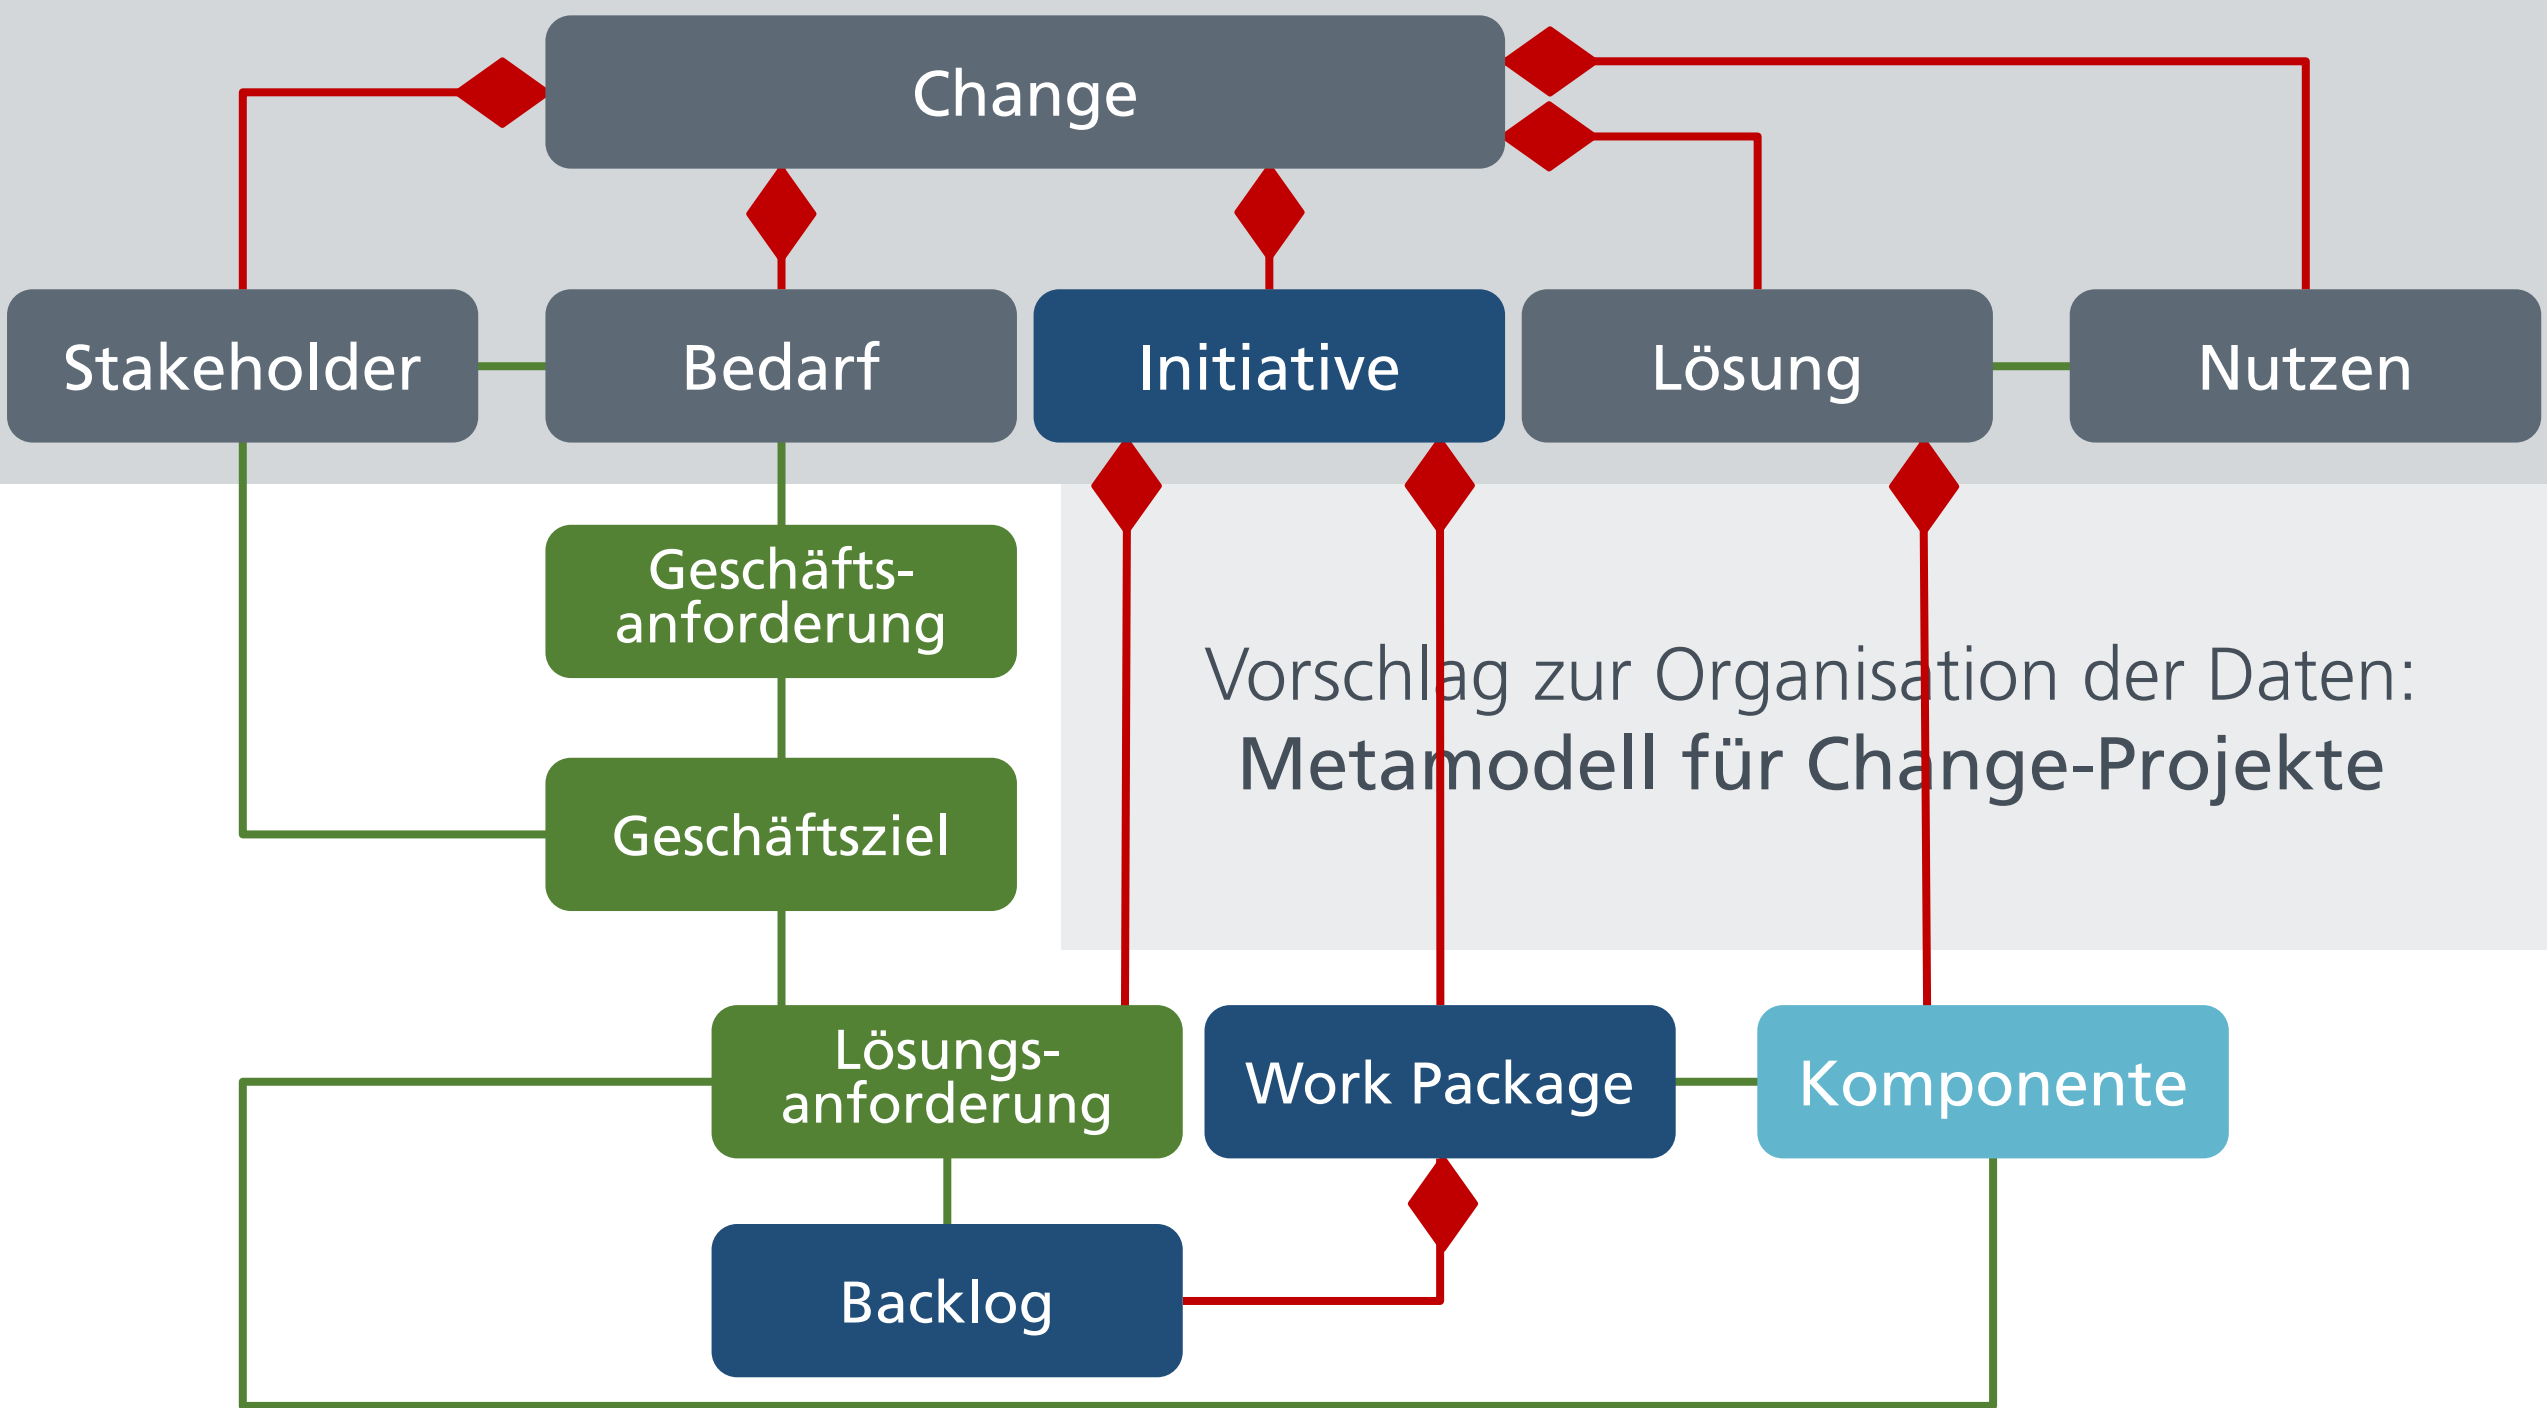 Change
Stakeholder
Bedarf
Initiative
Lösung
Nutzen
Geschäfts-
anforderung
Vorschlag zur Organisation der Daten:
Metamodell für Change-Projekte
Geschäftsziel
Lösungs-
anforderung
Work Package
Komponente
Backlog